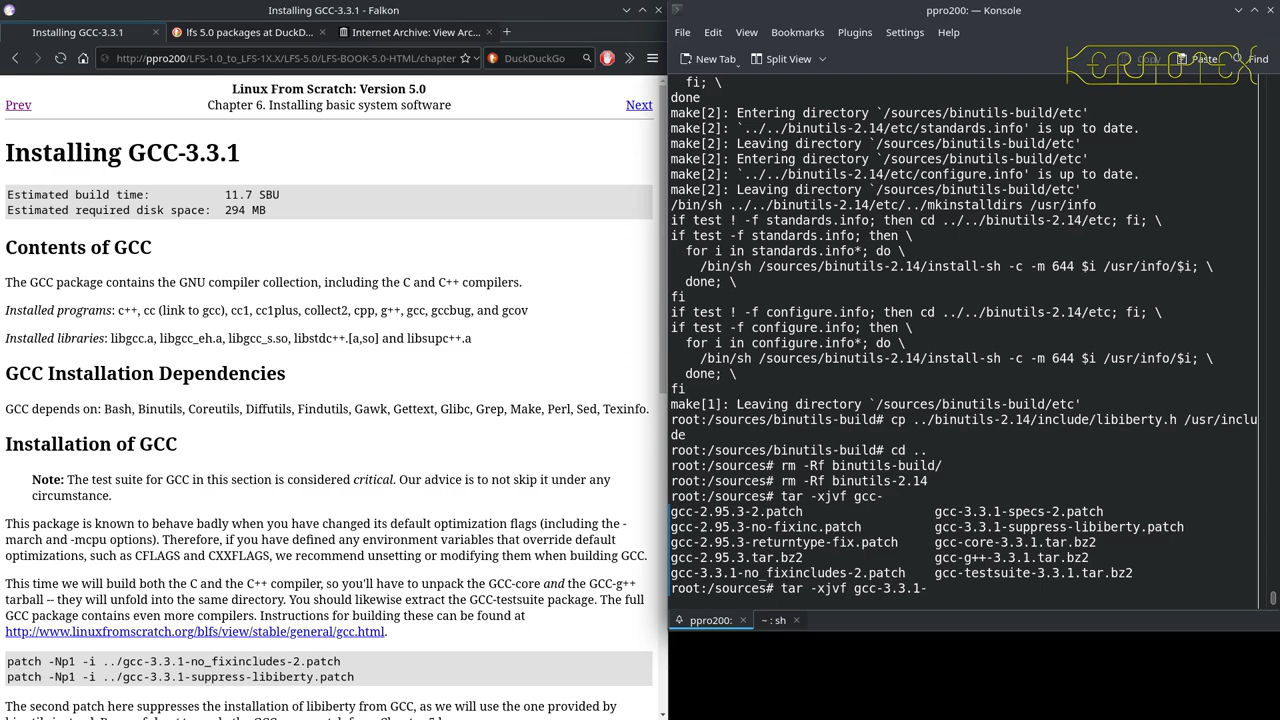 Installing GCC-3.3.1 - Falkon
Installing GCC-3.3.1
lfs 5.0 packages at DuckD...
Internet Archive: View Arc...
http://ppro200/LFS-1.0_to_LFS-1X.X/LFS-5.0/LFS-BOOK-5.0-HTML/chapter
DuckDuckGo
Linux From Scratch: Version 5.0
Prev
Chapter 6. Installing basic system software
Next
Installing GCC-3.3.1
Estimated build time: 11.7 SBU
Estimated required disk space: 294 MB
Contents of GCC
The GCC package contains the GNU compiler collection, including the C and C++ compilers.
Installed programs: c++, cc (link to gcc), cc1, cc1plus, collect2, cpp, g++, gcc, gccbug, and gcov
Installed libraries: libgcc.a, libgcc_eh.a, libgcc_s.so, libstdc++.[a,so] and libsupc++.a
GCC Installation Dependencies
GCC depends on: Bash, Binutils, Coreutils, Diffutils, Findutils, Gawk, Gettext, Glibc, Grep, Make, Perl, Sed, Texinfo.
Installation of GCC
Note: The test suite for GCC in this section is considered critical. Our advice is to not skip it under any
circumstance.
This package is known to behave badly when you have changed its default optimization flags (including the -
march and -mcpu options). Therefore, if you have defined any environment variables that override default
optimizations, such as CFLAGS and CXXFLAGS, we recommend unsetting or modifying them when building GCC.
This time we will build both the C and the C++ compiler, so you'll have to unpack the GCC-core and the GCC-g++
tarball -- they will unfold into the same directory. You should likewise extract the GCC-testsuite package. The full
GCC package contains even more compilers. Instructions for building these can be found at
http://www.linuxfromscratch.org/blfs/view/stable/general/gcc.html.
patch -Np1 -i ../gcc-3.3.1-no_fixincludes-2.patch
patch -Np1 -i ../gcc-3.3.1-suppress-libiberty.patch
The second patch here suppresses the installation of libiberty from GCC, as we will use the one provided by
ppro200: — Konsole
File Edit View Bookmarks Plugins Settings Help
New Tab Split View Copy Paste Find
fi; \
done
make[2]: Entering directory `/sources/binutils-build/etc'
make[2]: `../../binutils-2.14/etc/standards.info' is up to date.
make[2]: Leaving directory `/sources/binutils-build/etc'
make[2]: Entering directory `/sources/binutils-build/etc'
make[2]: `../../binutils-2.14/etc/configure.info' is up to date.
make[2]: Leaving directory `/sources/binutils-build/etc'
/bin/sh ../../binutils-2.14/etc/../mkinstalldirs /usr/info
if test ! -f standards.info; then cd ../../binutils-2.14/etc; fi; \
if test -f standards.info; then \
for i in standards.info*; do \
/bin/sh /sources/binutils-2.14/install-sh -c -m 644 $i /usr/info/$i; \
done; \
fi
if test ! -f configure.info; then cd ../../binutils-2.14/etc; fi; \
if test -f configure.info; then \
for i in configure.info*; do \
/bin/sh /sources/binutils-2.14/install-sh -c -m 644 $i /usr/info/$i; \
done; \
fi
make[1]: Leaving directory `/sources/binutils-build/etc'
root:/sources/binutils-build# cp ../binutils-2.14/include/libiberty.h /usr/inclu
de
root:/sources/binutils-build# cd ..
root:/sources# rm -Rf binutils-build/
root:/sources# rm -Rf binutils-2.14
root:/sources# tar -xjvf gcc-
gcc-2.95.3-2.patch gcc-3.3.1-specs-2.patch
gcc-2.95.3-no-fixinc.patch gcc-3.3.1-suppress-libiberty.patch
gcc-2.95.3-returntype-fix.patch gcc-core-3.3.1.tar.bz2
gcc-2.95.3.tar.bz2 gcc-g++-3.3.1.tar.bz2
gcc-3.3.1-no_fixincludes-2.patch gcc-testsuite-3.3.1.tar.bz2
root:/sources# tar -xjvf gcc-3.3.1-
ppro200:
~ : sh